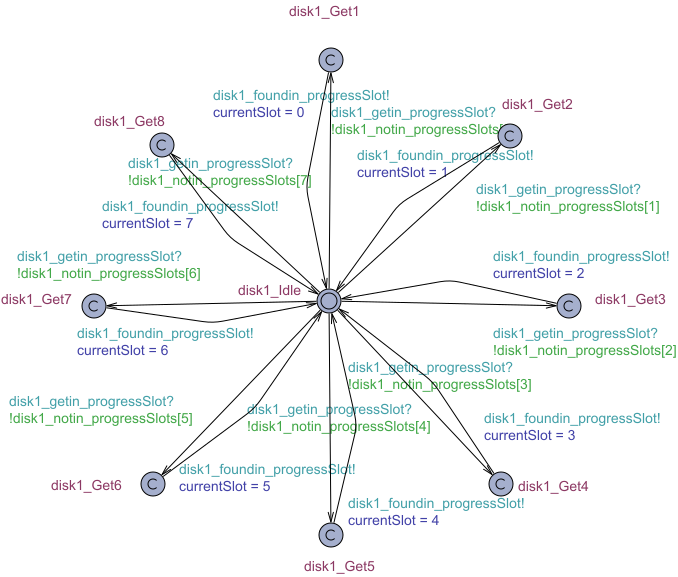 disk1_Get1
disk1_foundin_progressSlot!
currentSlot = 0
disk1_getin_progressSlot?
!disk1_notin_progressSlots[
disk1_Get2
disk1_Get8
disk1_getin_progressSlot?
!disk1_notin_progressSlots[7]
disk1_foundin_progressSlot!
currentSlot = 1
disk1_getin_progressSlot?
!disk1_notin_progressSlots[1]
disk1_foundin_progressSlot!
currentSlot = 7
disk1_getin_progressSlot?
!disk1_notin_progressSlots[6]
disk1_foundin_progressSlot!
currentSlot = 2
disk1_Idle
disk1_Get7
disk1_Get3
disk1_foundin_progressSlot!
currentSlot = 6
disk1_getin_progressSlot?
!disk1_notin_progressSlots[2]
disk1_getin_progressSlot?
!disk1_notin_progressSlots[3]
disk1_getin_progressSlot?
!disk1_notin_progressSlots[5]
disk1_getin_progressSlot?
!disk1_notin_progressSlots[4]
disk1_foundin_progressSlot!
currentSlot = 3
disk1_foundin_progressSlot!
currentSlot = 5
disk1_Get6
disk1_Get4
disk1_foundin_progressSlot!
currentSlot = 4
disk1_Get5